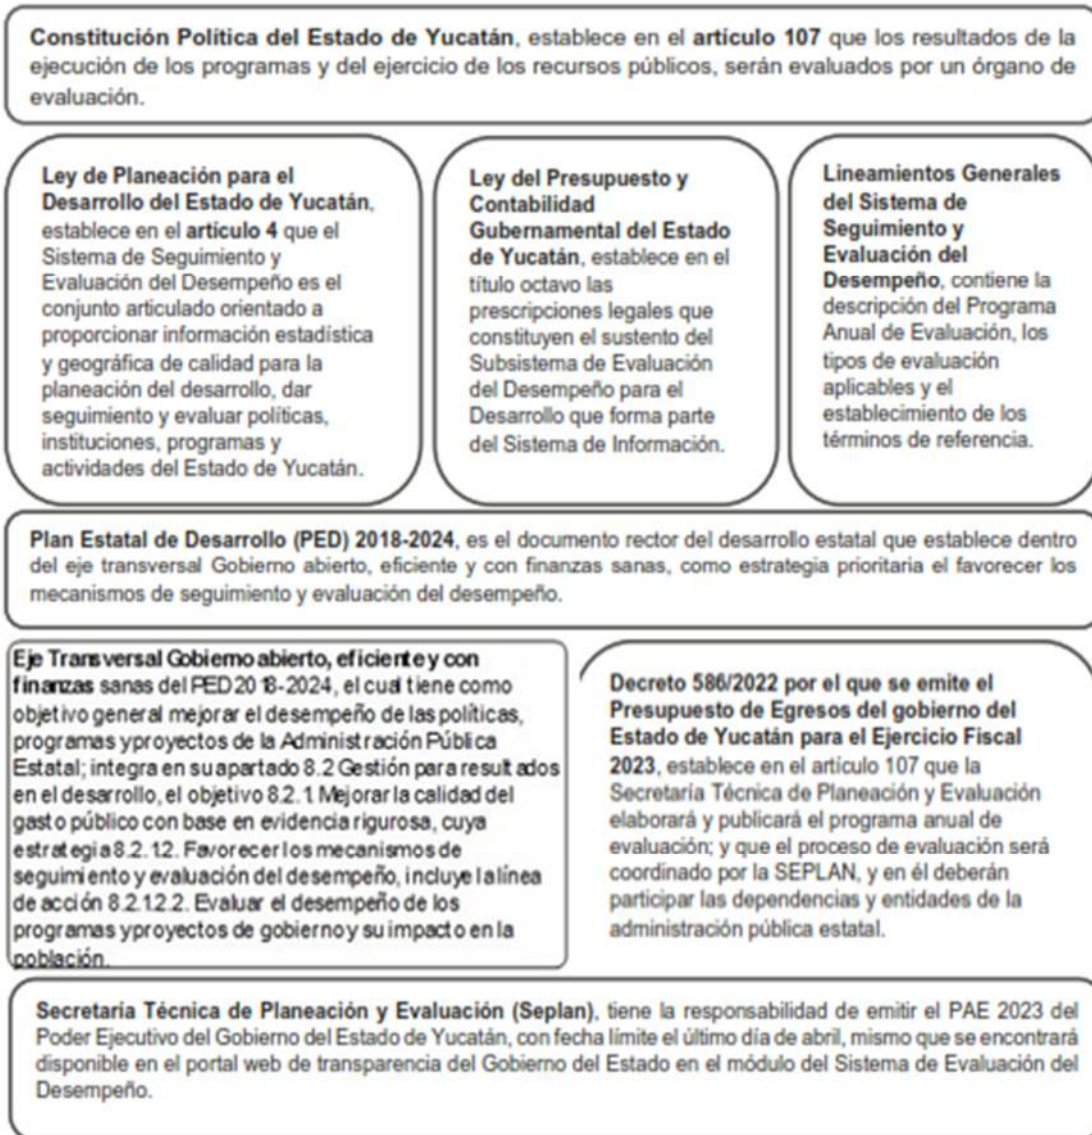 Constitución Política del Estado de Yucatán, establece en el artículo 107 que los resultados de la
ejecución de los programas y del ejercicio de los recursos públicos, serán evaluados por un órgano de
evaluación.
Ley de Planeación para el
Desarrollo del Estado de Yucatán,
establece en el artículo 4 que el
Sistema de Seguimiento y
Evaluación del Desempeño es el
conjunto articulado orientado a
proporcionar información estadística
y geográfica de calidad para la
planeación del desarrollo, dar
seguimiento y evaluar políticas,
instituciones, programas y
actividades del Estado de Yucatán.
Ley del Presupuesto y
Contabilidad
Gubernamental del Estado
de Yucatán, establece en el
título octavo las
prescripciones legales que
constituyen el sustento del
Subsistema de Evaluación
del Desempeño para el
Desarrollo que forma parte
del Sistema de Información.
Lineamientos Generales
del Sistema de
Seguimiento y
Evaluación del
Desempeño, contiene la
descripción del Programa
Anual de Evaluación, los
tipos de evaluación
aplicables y el
establecimiento de los
términos de referencia.
Plan Estatal de Desarrollo (PED) 2018-2024, es el documento rector del desarrollo estatal que establece dentro
del eje transversal Gobierno abierto, eficiente y con finanzas sanas, como estrategia prioritaria el favorecer los
mecanismos de seguimiento y evaluación del desempeño.
Eje Transversal Gobierno abierto, eficiente y con
finanzas sanas del PED 2018-2024, el cual tiene como
objetivo general mejorar el desempeño de las políticas,
programas y proyectos de la Administración Pública
Estatal; integra en su apartado 8.2 Gestión para resultados
en el desarrollo, el objetivo 8.2.1 Mejorar la calidad del
gasto público con base en evidencia rigurosa, cuya
estrategia 8.2.1.2. Favorecer los mecanismos de
seguimiento y evaluación del desempeño, incluye la línea
de acción 8.2.1.2.2. Evaluar el desempeño de los
programas y proyectos de gobierno y su impacto en la
población.
Decreto 586/2022 por el que se emite el
Presupuesto de Egresos del gobierno del
Estado de Yucatán para el Ejercicio Fiscal
2023, establece en el artículo 107 que la
Secretaría Técnica de Planeación y Evaluación
elaborará y publicará el programa anual de
evaluación; y que el proceso de evaluación será
coordinado por la SEPLAN, y en él deberán
participar las dependencias y entidades de la
administración pública estatal.
Secretaría Técnica de Planeación y Evaluación (Seplan), tiene la responsabilidad de emitir el PAE 2023 del
Poder Ejecutivo del Gobierno del Estado de Yucatán, con fecha límite el último día de abril, mismo que se encontrará
disponible en el portal web de transparencia del Gobierno del Estado en el módulo del Sistema de Evaluación del
Desempeño.